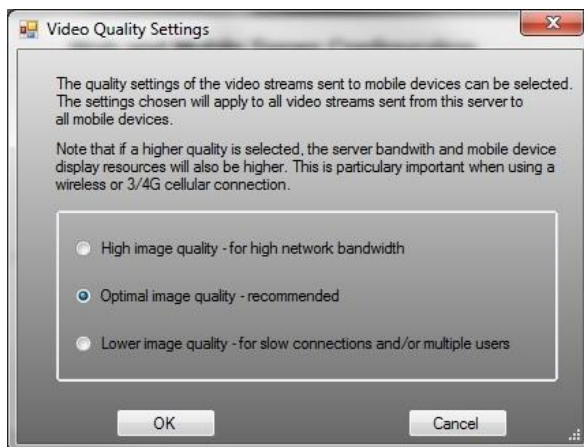 Video Quality Settings
The quality settings of the video streams sent to mobile devices can be selected.
The settings chosen will apply to all video streams sent from this server to
all mobile devices.
Note that if a higher quality is selected, the server bandwith and mobile device
display resources will also be higher. This is particulary important when using a
wireless or 3/4G cellular connection.
High image quality - for high network bandwidth
Optimal image quality - recommended
Lower image quality - for slow connections and/or multiple users
OK
Cancel